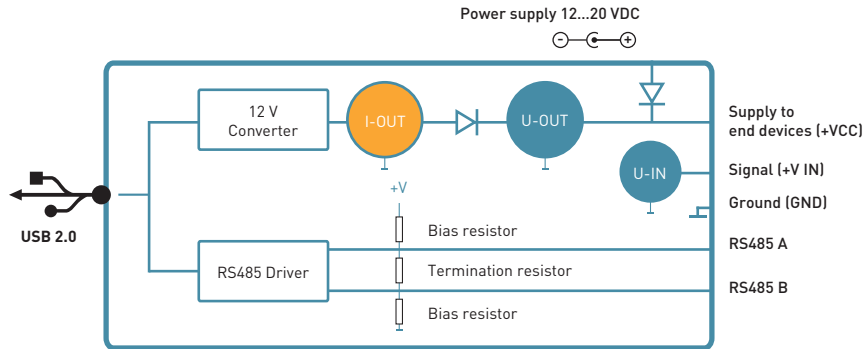 Power supply 12...20 VDC
12 V
Converter
I-OUT
U-OUT
Supply to
end devices (+VCC)
U-IN
Signal (+V IN)
+V
Ground (GND)
USB 2.0
Bias resistor
RS485 A
RS485 Driver
Termination resistor
RS485 B
Bias resistor